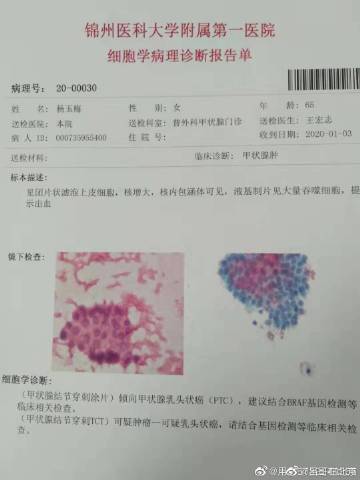 锦州医科大学附属第一医院
细胞学病理诊断报告单
病理号： 20-00030
姓 名： 杨玉梅 性 别： 女 年 龄： 65
送检医院： 本院 送检科室： 普外科甲状腺门诊 送检医生： 王宏志
病 人 ID： 000735955400 住 院 号： 收到日期： 2020-01-03
送检材料： 临床诊断： 甲状腺肿
标本描述：
呈团片状滤泡上皮细胞，核增大，核内包涵体可见，液基制片见大量吞噬细胞，提
示出血
镜下检查：
细胞学诊断：
（甲状腺结节穿刺涂片）倾向甲状腺乳头状癌（PTC），建议结合BRAF基因检测等
临床相关检查。
（甲状腺结节穿刺TCT）可疑肿瘤—可疑乳头状癌，请结合基因检测等临床相关检
查。